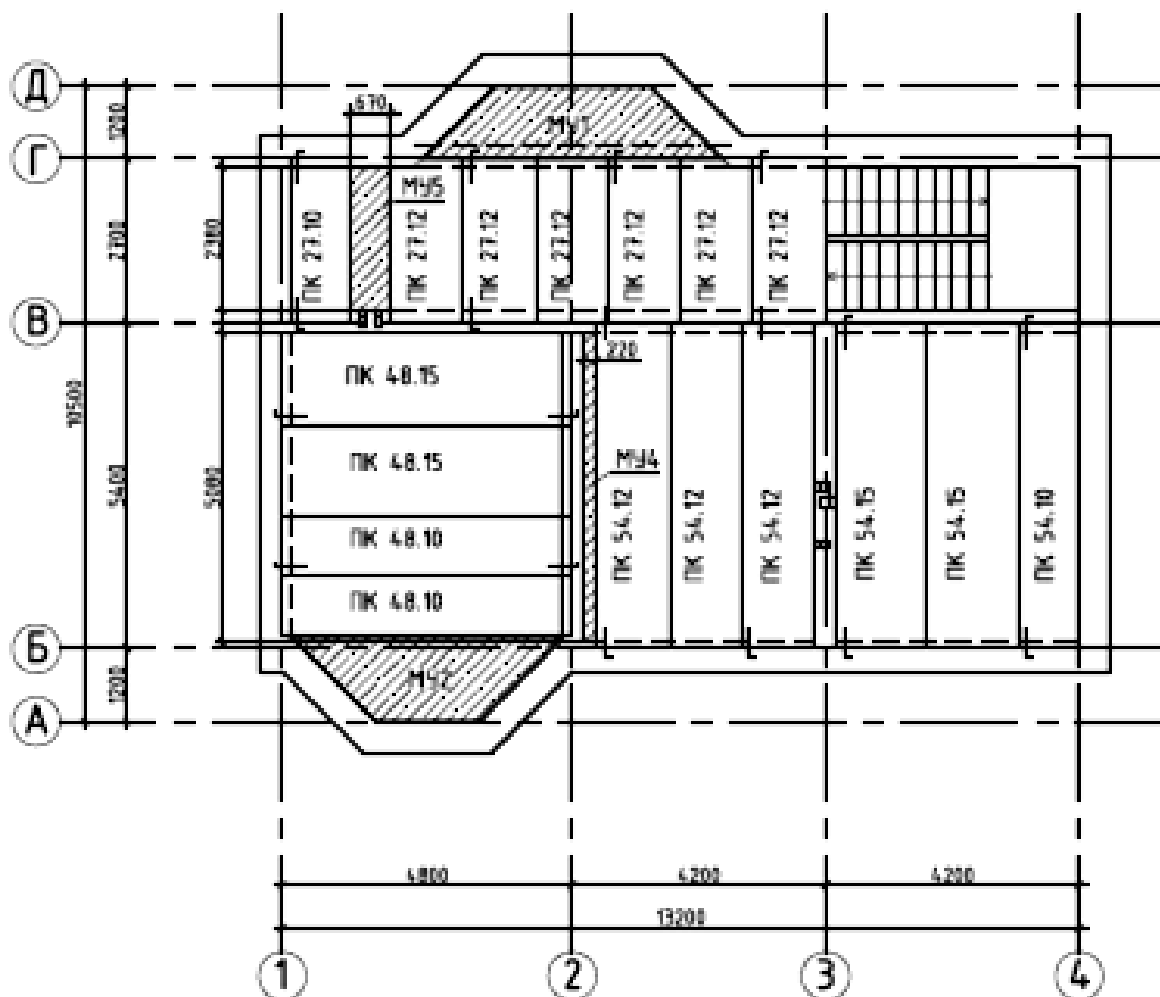 Д
670
1200
МУ1
Г
МУ5
2700
2380
ПК 27.10
ПК 27.12
ПК 27.12
ПК 27.12
ПК 27.12
ПК 27.12
ПК 27.12
В
220
ПК 48.15
10500
5400
5080
ПК 48.15
МУ4
ПК 48.10
ПК 54.12
ПК 54.12
ПК 54.12
ПК 54.15
ПК 54.15
ПК 54.10
ПК 48.10
Б
1200
МУ2
А
4800
4200
4200
13200
1
2
3
4